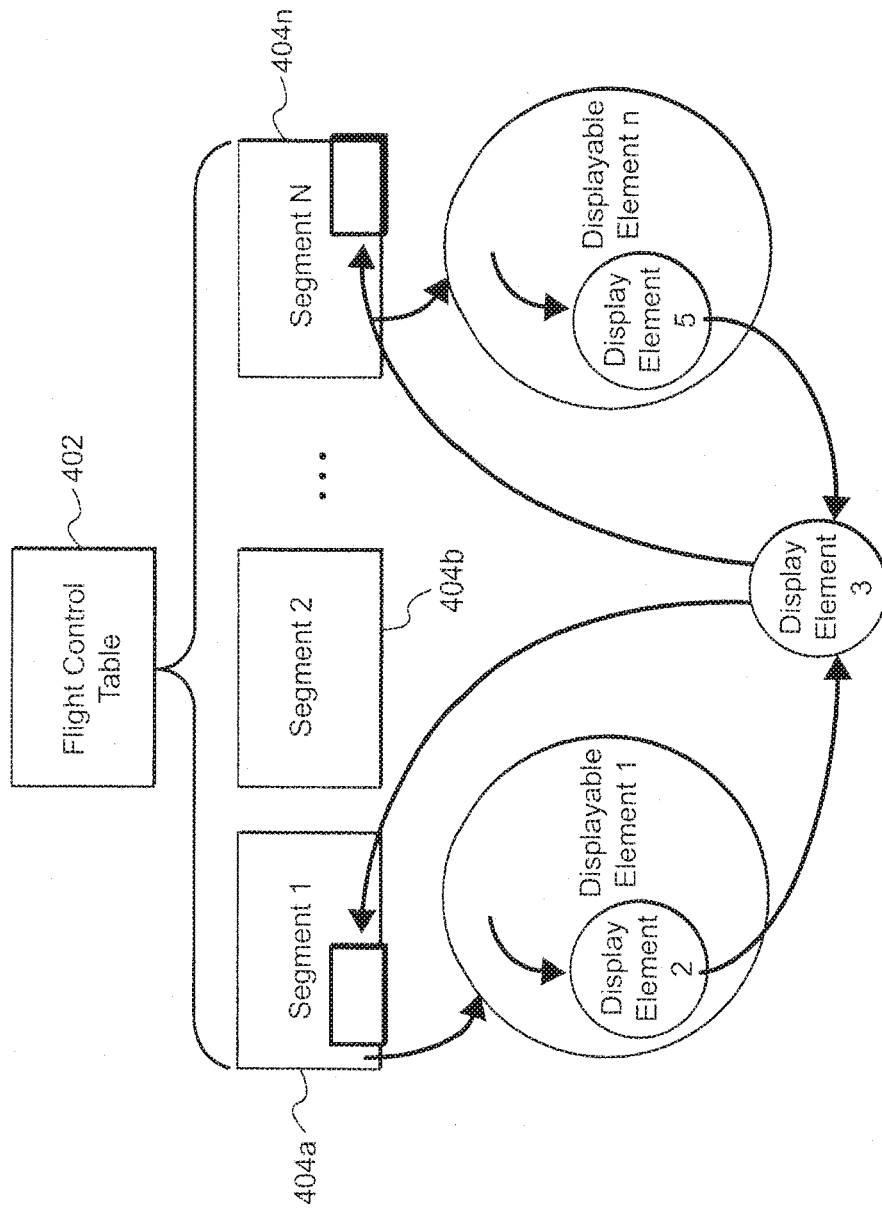 402
Flight Control
Table
404a
Segment 1
Segment 2
404b
...
Segment N
404n
Displayable
Element 1
Display
Element
2
Displayable
Element n
Display
Element
5
Display
Element
3